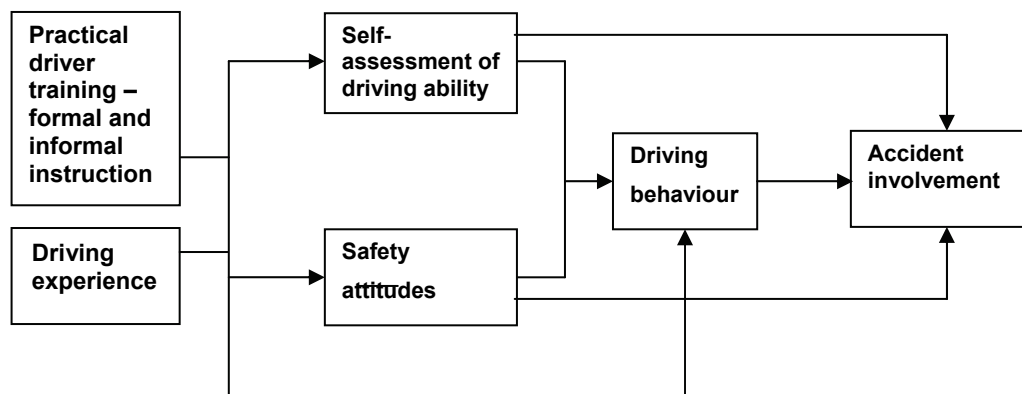 Practical
driver
training –
formal and
informal
instruction
Driving
experience
Self-
assessment of
driving ability
Safety
attitudes
Driving
behaviour
Accident
involvement